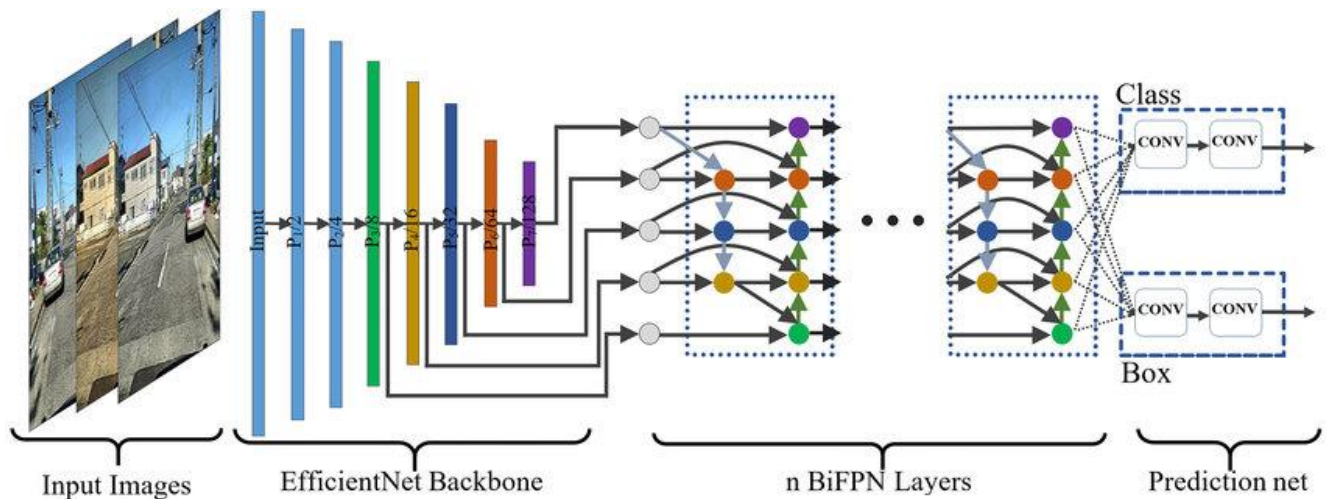 Input
P1/2
P2/4
P3/8
P4/16
P5/32
P6/64
P7/128
Class
CONV
CONV
CONV
CONV
Box
Input Images
EfficientNet Backbone
n BiFPN Layers
Prediction net